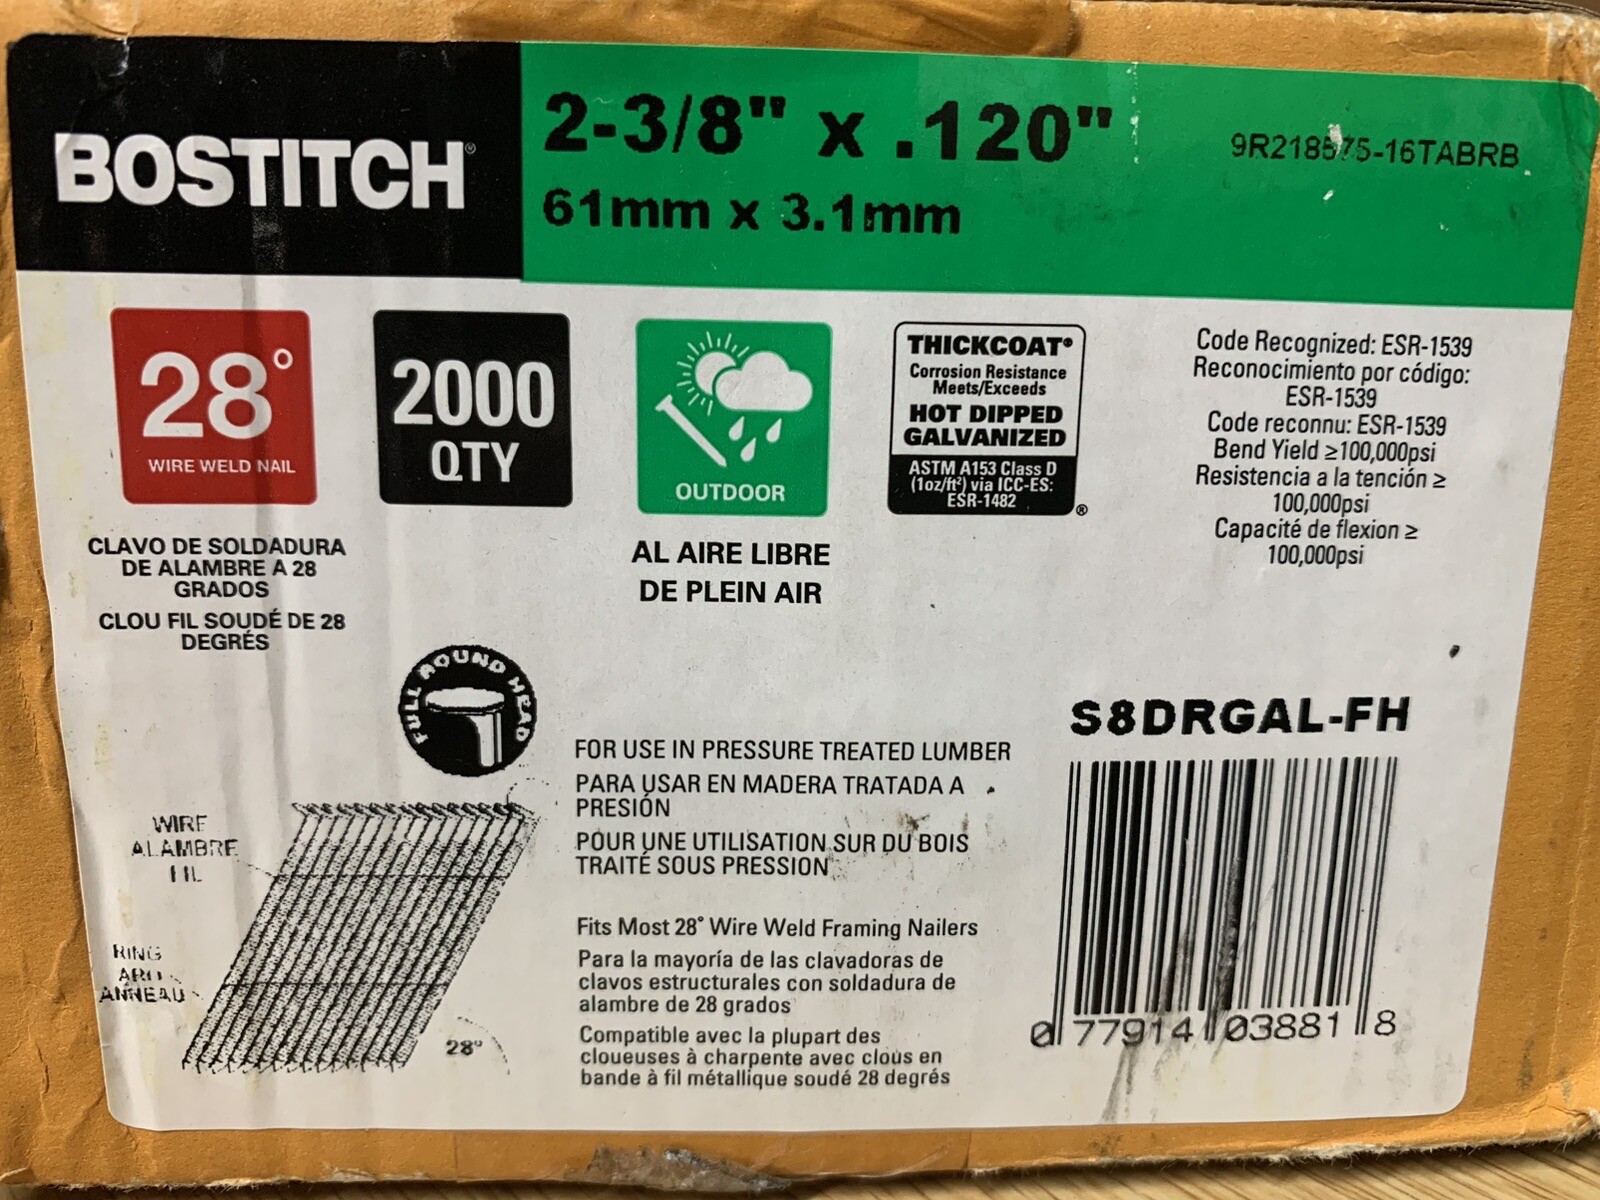 BOSTITCH®
2-3/8" x .120"
61mm x 3.1mm
9R218575-16TABRB
28°
WIRE WELD NAIL
CLAVO DE SOLDADURA
DE ALAMBRE A 28
GRADOS
CLOU FIL SOUDÉ DE 28
DEGRÉS
2000
QTY
OUTDOOR
AL AIRE LIBRE
DE PLEIN AIR
THICKCOAT®
Corrosion Resistance
Meets/Exceeds
HOT DIPPED
GALVANIZED
ASTM A153 Class D
(1oz/ft²) via ICC-ES:
ESR-1482
®
Code Recognized: ESR-1539
Reconocimiento por código:
ESR-1539
Code reconnu: ESR-1539
Bend Yield ≥100,000psi
Resistencia a la tención ≥
100,000psi
Capacité de flexion ≥
100,000psi
FULL ROUND HEAD
WIRE
ALAMBRE
FIL
RING
ARO
ANNEAU
28°
FOR USE IN PRESSURE TREATED LUMBER
PARA USAR EN MADERA TRATADA A
PRESIÓN
POUR UNE UTILISATION SUR DU BOIS
TRAITÉ SOUS PRESSION
Fits Most 28° Wire Weld Framing Nailers
Para la mayoría de las clavadoras de
clavos estructurales con soldadura de
alambre de 28 grados
Compatible avec la plupart des
cloueuses à charpente avec clous en
bande à fil métallique soudé 28 degrés
S8DRGAL-FH
0 77914 03881 8